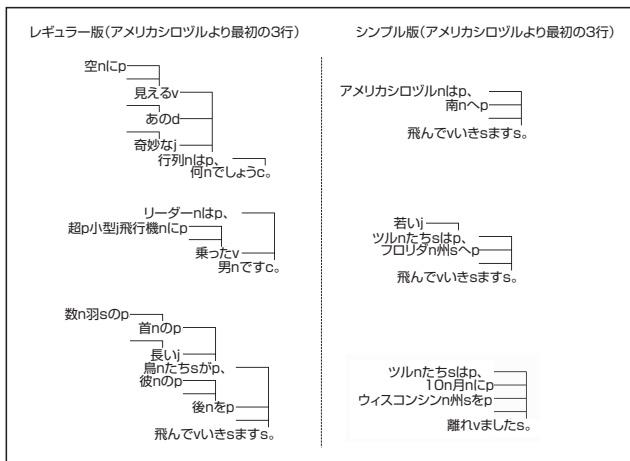 レギュラー版(アメリカシロヅルより最初の3行)
空nにp
見えるv
あのd
奇妙なj
行列nはp、
何nでしょうc。
リーダーnはp、
超p小型j飛行機nにp
乗ったv
男nですc。
数n羽sのp
首nのp
長いj
鳥nたちsがp、
彼nのp
後nをp
飛んでvいきsますs。
シンプル版(アメリカシロヅルより最初の3行)
アメリカシロヅルnはp、
南nへp
飛んでvいきsますs。
若いj
ツルnたちsはp、
フロリダn州sへp
飛んでvいきsますs。
ツルnたちsはp、
10n月nにp
ウィスコンシンn州sをp
離れvましたs。